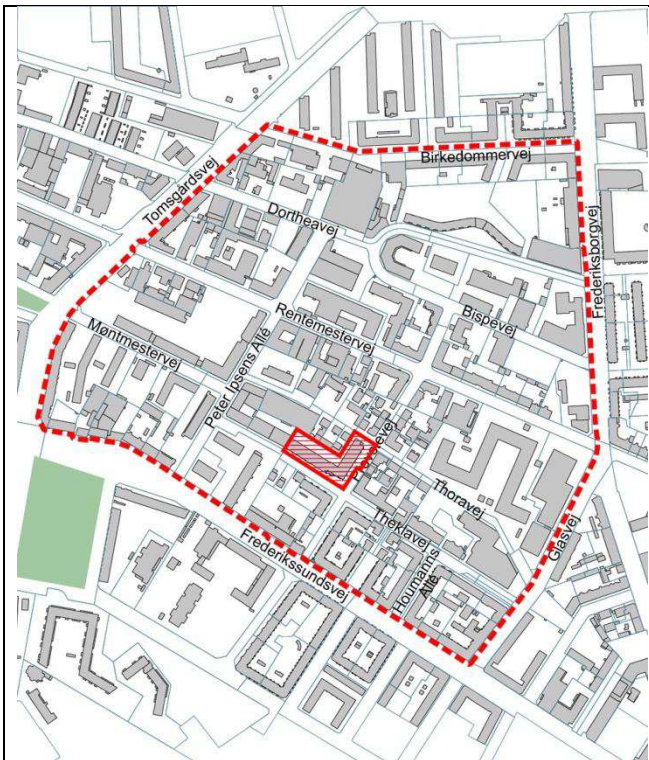 Birkedommervej
Tomsgårdsvej
Dortheavej
Frederiksborgvej
Bispevej
Rentemestervej
Møntmestervej
Peter Ipsens Allé
Thoravej
Theklavej
Houmanns
Allé
Glasvej
Frederikssundsvej